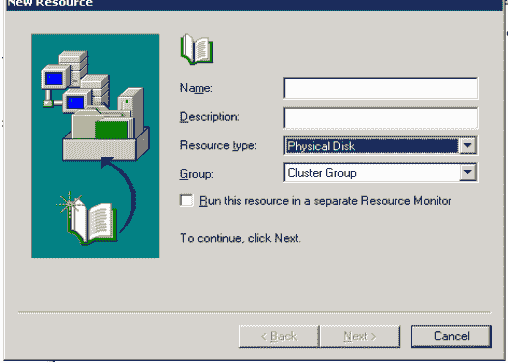 New Resource
Name:
Description:
Resource type: Physical Disk
Group: Cluster Group
Run this resource in a separate Resource Monitor
To continue, click Next.
< Back Next > Cancel